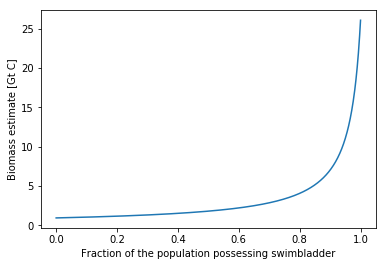 25
20
15
10
5
0
Biomass estimate [Gt C]
0.0 0.2 0.4 0.6 0.8 1.0
Fraction of the population possessing swimbladder